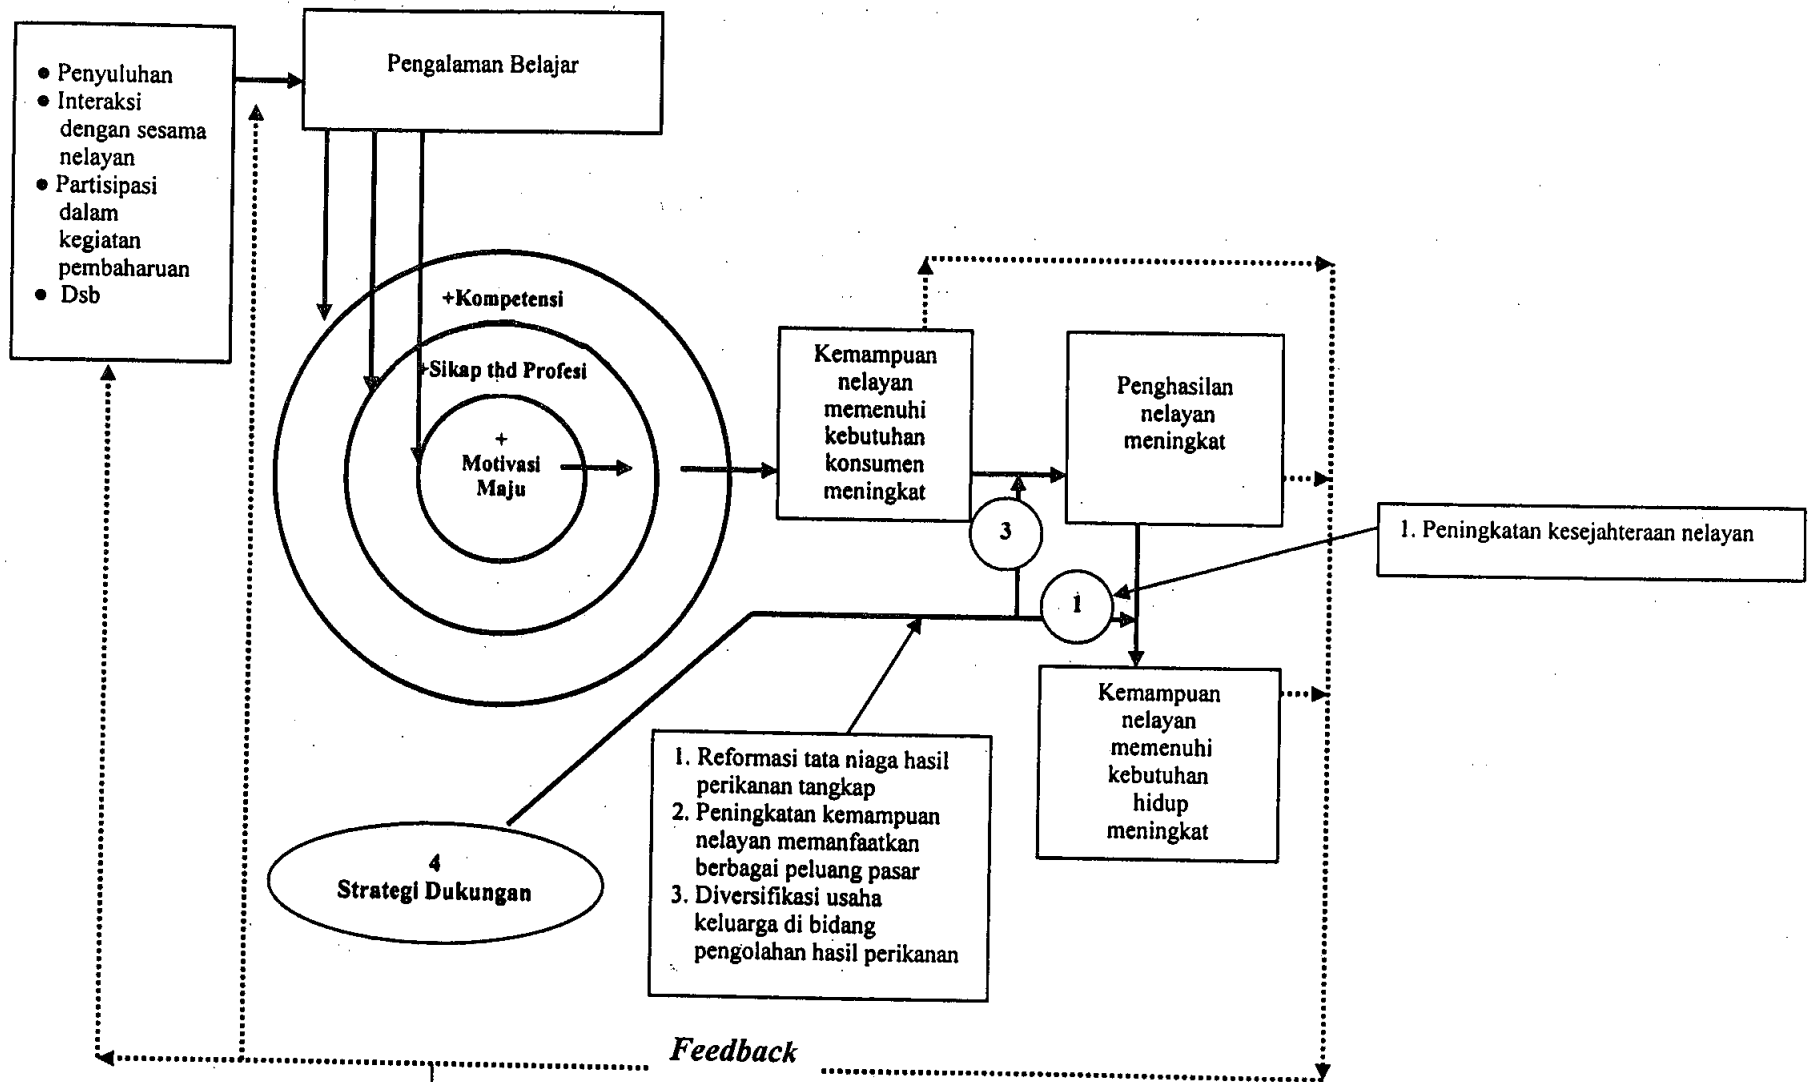 ● Penyuluhan
● Interaksi
dengan sesama
nelayan
● Partisipasi
dalam
kegiatan
pembaharuan
● Dsb
Pengalaman Belajar
+Kompetensi
+Sikap thd Profesi
+
Motivasi
Maju
Kemampuan
nelayan
memenuhi
kebutuhan
konsumen
meningkat
Penghasilan
nelayan
meningkat
3
1
1. Peningkatan kesejahteraan nelayan
Kemampuan
nelayan
memenuhi
kebutuhan
hidup
meningkat
1. Reformasi tata niaga hasil
perikanan tangkap
2. Peningkatan kemampuan
nelayan memanfaatkan
berbagai peluang pasar
3. Diversifikasi usaha
keluarga di bidang
pengolahan hasil perikanan
4
Strategi Dukungan
Feedback